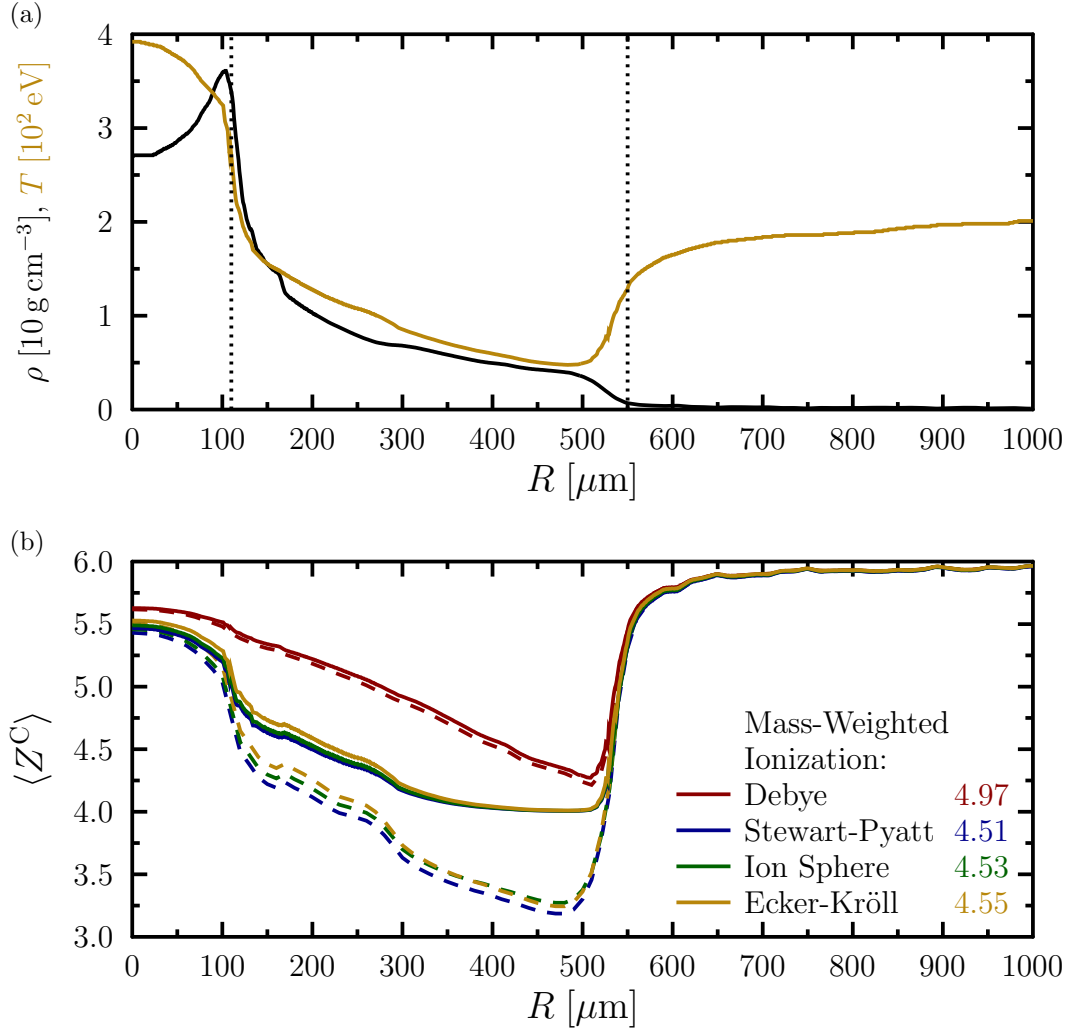 (a)
ρ [10 g cm⁻³], T [10² eV]
4
3
2
1
0
0 100 200 300 400 500 600 700 800 900 1000
R [μm]
(b)
⟨Z^C⟩
6.0
5.5
5.0
4.5
4.0
3.5
3.0
Mass-Weighted
Ionization:
Debye 4.97
Stewart-Pyatt 4.51
Ion Sphere 4.53
Ecker-Kröll 4.55
0 100 200 300 400 500 600 700 800 900 1000
R [μm]